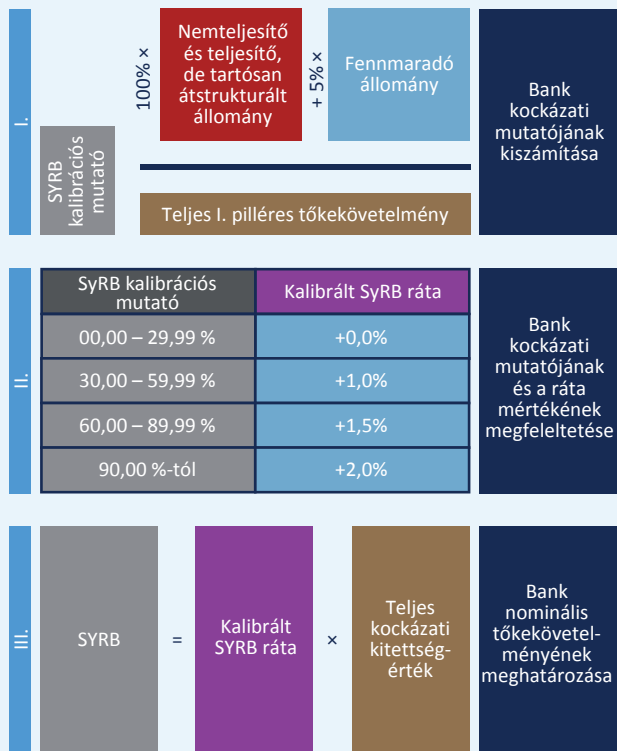 I.
SYRB
kalibrációs
mutató
100% ×
Nemteljesítő
és teljesítő,
de tartósan
átstrukturált
állomány
+ 5% ×
Fennmaradó
állomány
Teljes I. pilléres tőkekövetelmény
Bank
kockázati
mutatójának
kiszámítása
II.
SyRB kalibrációs
mutató
Kalibrált SyRB ráta
00,00 – 29,99 %
+0,0%
30,00 – 59,99 %
+1,0%
60,00 – 89,99 %
+1,5%
90,00 %-tól
+2,0%
Bank
kockázati
mutatójának
és a ráta
mértékének
megfeleltetése
III.
SYRB
=
Kalibrált
SYRB ráta
×
Teljes
kockázati
kitettség-
érték
Bank
nominális
tőkekövetel-
ményének
meghatározása